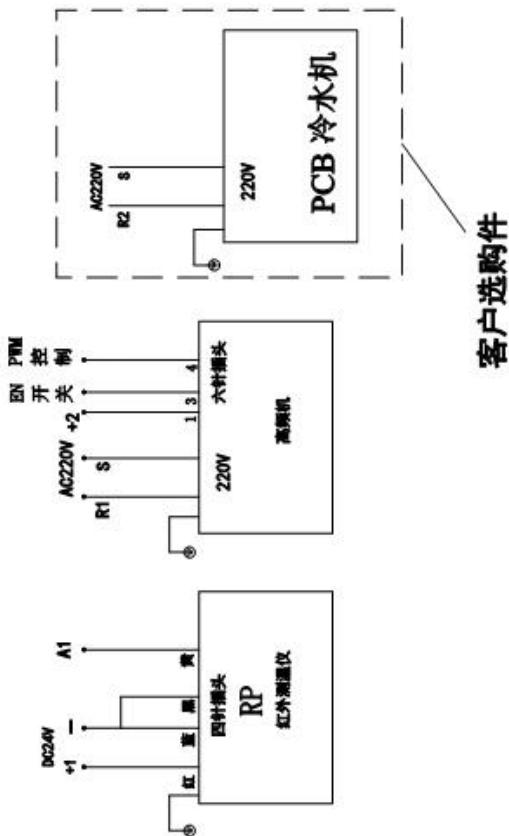 DC24V
+1
—
A1
红
蓝
黑
黄
四针插头
RP
红外测温仪
AC220V
R1
S
+2
EN 开关
PWM 控制
1
3
4
220V
六针插头
高频机
AC220V
R2
S
220V
PCB 冷水机
客户选购件